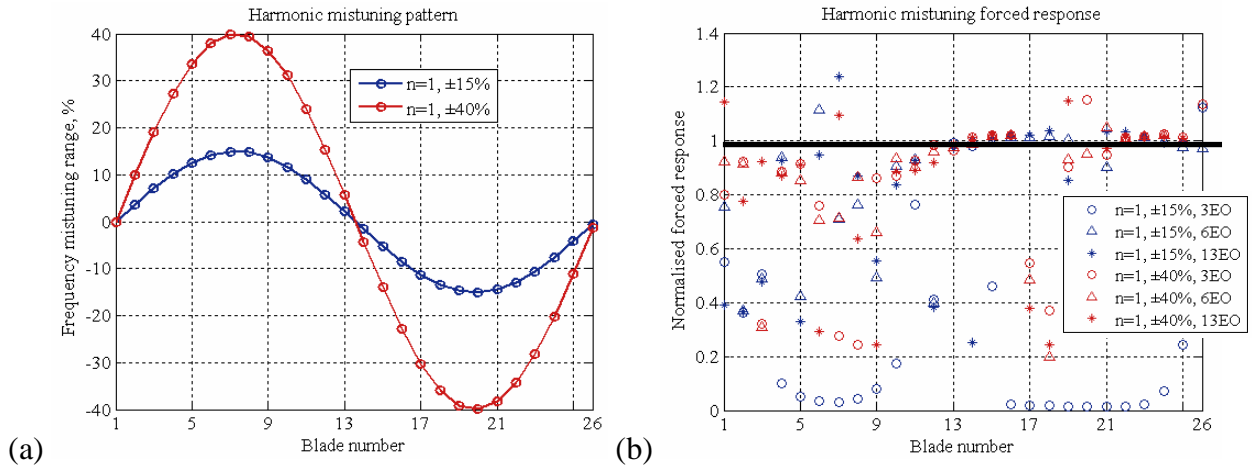 Harmonic mistuning pattern
40
30
20
10
0
-10
-20
-30
-40
Frequency mistuning range, %
n=1, ±15%
n=1, ±40%
1 5 9 13 17 21 26
Blade number
(a)
Harmonic mistuning forced response
1.4
1.2
1
0.8
0.6
0.4
0.2
0
Normalised forced response
n=1, ±15%, 3EO
n=1, ±15%, 6EO
n=1, ±15%, 13EO
n=1, ±40%, 3EO
n=1, ±40%, 6EO
n=1, ±40%, 13EO
1 5 9 13 17 21 26
Blade number
(b)